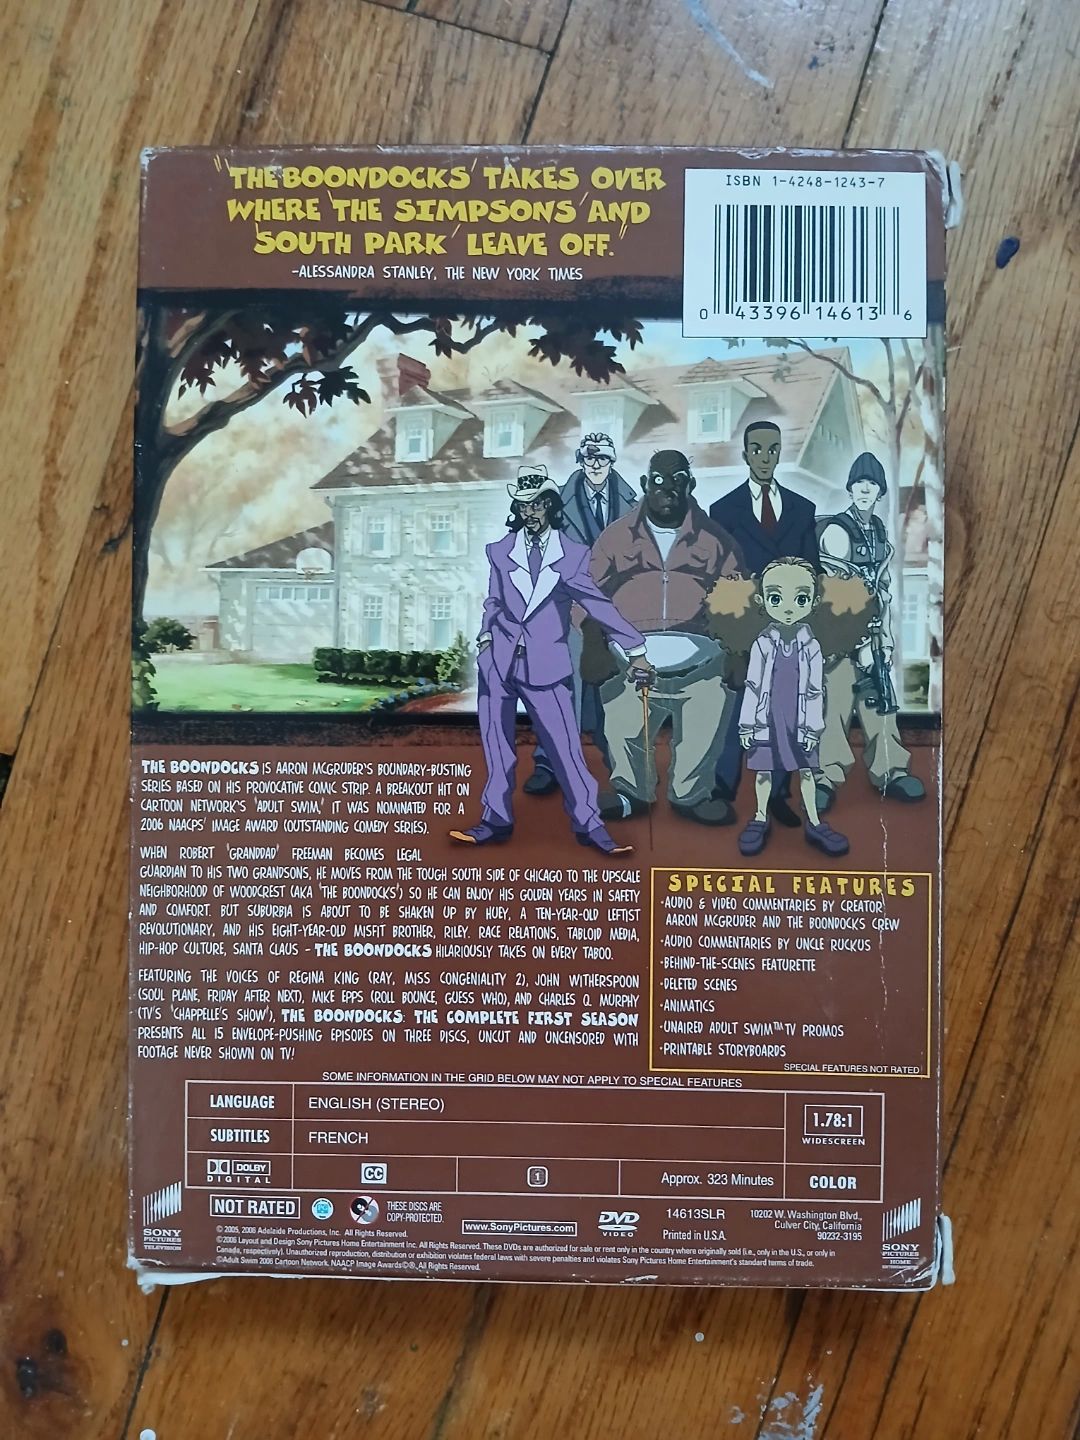 "'THE BOONDOCKS' TAKES OVER
WHERE 'THE SIMPSONS' AND
'SOUTH PARK' LEAVE OFF."
-ALESSANDRA STANLEY, THE NEW YORK TIMES
ISBN 1-4248-1243-7
0 43396 14613 6
THE BOONDOCKS IS AARON MCGRUDER'S BOUNDARY-BUSTING
SERIES BASED ON HIS PROVOCATIVE COMIC STRIP. A BREAKOUT HIT ON
CARTOON NETWORK'S 'ADULT SWIM,' IT WAS NOMINATED FOR A
2006 NAACPS' IMAGE AWARD (OUTSTANDING COMEDY SERIES).
WHEN ROBERT 'GRANDDAD' FREEMAN BECOMES LEGAL
GUARDIAN TO HIS TWO GRANDSONS, HE MOVES FROM THE TOUGH SOUTH SIDE OF CHICAGO TO THE UPSCALE
NEIGHBORHOOD OF WOODCREST (AKA 'THE BOONDOCKS') SO HE CAN ENJOY HIS GOLDEN YEARS IN SAFETY
AND COMFORT. BUT SUBURBIA IS ABOUT TO BE SHAKEN UP BY HUEY, A TEN-YEAR-OLD LEFTIST
REVOLUTIONARY, AND HIS EIGHT-YEAR-OLD MISFIT BROTHER, RILEY. RACE RELATIONS, TABLOID MEDIA,
HIP-HOP CULTURE, SANTA CLAUS - THE BOONDOCKS HILARIOUSLY TAKES ON EVERY TABOO.
FEATURING THE VOICES OF REGINA KING (RAY, MISS CONGENIALITY 2), JOHN WITHERSPOON
(SOUL PLANE, FRIDAY AFTER NEXT), MIKE EPPS (ROLL BOUNCE, GUESS WHO), AND CHARLES Q. MURPHY
(TV'S 'CHAPPELLE'S SHOW'), THE BOONDOCKS: THE COMPLETE FIRST SEASON
PRESENTS ALL 15 ENVELOPE-PUSHING EPISODES ON THREE DISCS, UNCUT AND UNCENSORED WITH
FOOTAGE NEVER SHOWN ON TV!
SPECIAL FEATURES
•AUDIO & VIDEO COMMENTARIES BY CREATOR
AARON MCGRUDER AND THE BOONDOCKS CREW
•AUDIO COMMENTARIES BY UNCLE RUCKUS
•BEHIND-THE-SCENES FEATURETTE
•DELETED SCENES
•ANIMATICS
•UNAIRED ADULT SWIM™ TV PROMOS
•PRINTABLE STORYBOARDS
SPECIAL FEATURES NOT RATED
SOME INFORMATION IN THE GRID BELOW MAY NOT APPLY TO SPECIAL FEATURES
LANGUAGE ENGLISH (STEREO)
SUBTITLES FRENCH
1.78:1
WIDESCREEN
DOLBY
DIGITAL
CC
1
Approx. 323 Minutes
COLOR
SONY
PICTURES
TELEVISION
NOT RATED
THESE DISCS ARE
COPY-PROTECTED.
www.SonyPictures.com
DVD
VIDEO
14613SLR
Printed in U.S.A.
10202 W. Washington Blvd.,
Culver City, California
90232-3195
SONY
PICTURES
HOME
ENTERTAINMENT
© 2005, 2006 Adelaide Productions, Inc. All Rights Reserved.
©2006 Layout and Design Sony Pictures Home Entertainment Inc. All Rights Reserved. These DVDs are authorized for sale or rent only in the country where originally sold (i.e., only in the U.S., or only in
Canada, respectively). Unauthorized reproduction, distribution or exhibition violates federal laws with severe penalties and violates Sony Pictures Home Entertainment's standard terms of trade.
©Adult Swim 2006 Cartoon Network. NAACP Image Awards©®, All Rights Reserved.